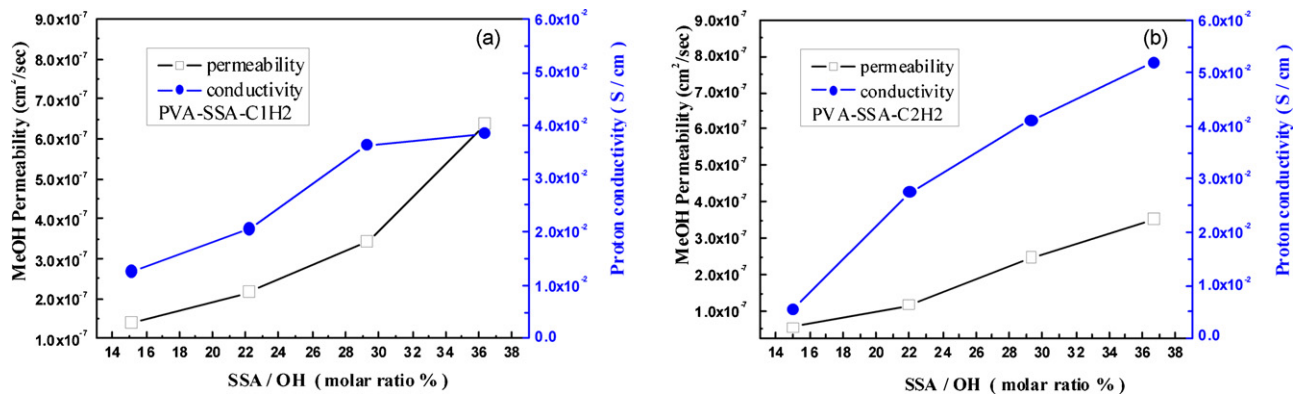 (a)
9.0x10⁻⁷
8.0x10⁻⁷
7.0x10⁻⁷
6.0x10⁻⁷
5.0x10⁻⁷
4.0x10⁻⁷
3.0x10⁻⁷
2.0x10⁻⁷
1.0x10⁻⁷
MeOH Permeability (cm²/sec)
permeability
conductivity
PVA-SSA-C1H2
6.0x10⁻²
5.0x10⁻²
4.0x10⁻²
3.0x10⁻²
2.0x10⁻²
1.0x10⁻²
0.0
Proton conductivity ( S / cm )
14 16 18 20 22 24 26 28 30 32 34 36 38
SSA / OH ( molar ratio % )
(b)
9.0x10⁻⁷
8.0x10⁻⁷
7.0x10⁻⁷
6.0x10⁻⁷
5.0x10⁻⁷
4.0x10⁻⁷
3.0x10⁻⁷
2.0x10⁻⁷
1.0x10⁻⁷
MeOH Permeability (cm²/sec)
permeability
conductivity
PVA-SSA-C2H2
6.0x10⁻²
5.0x10⁻²
4.0x10⁻²
3.0x10⁻²
2.0x10⁻²
1.0x10⁻²
0.0
Proton conductivity ( S / cm )
14 16 18 20 22 24 26 28 30 32 34 36 38
SSA / OH ( molar ratio % )